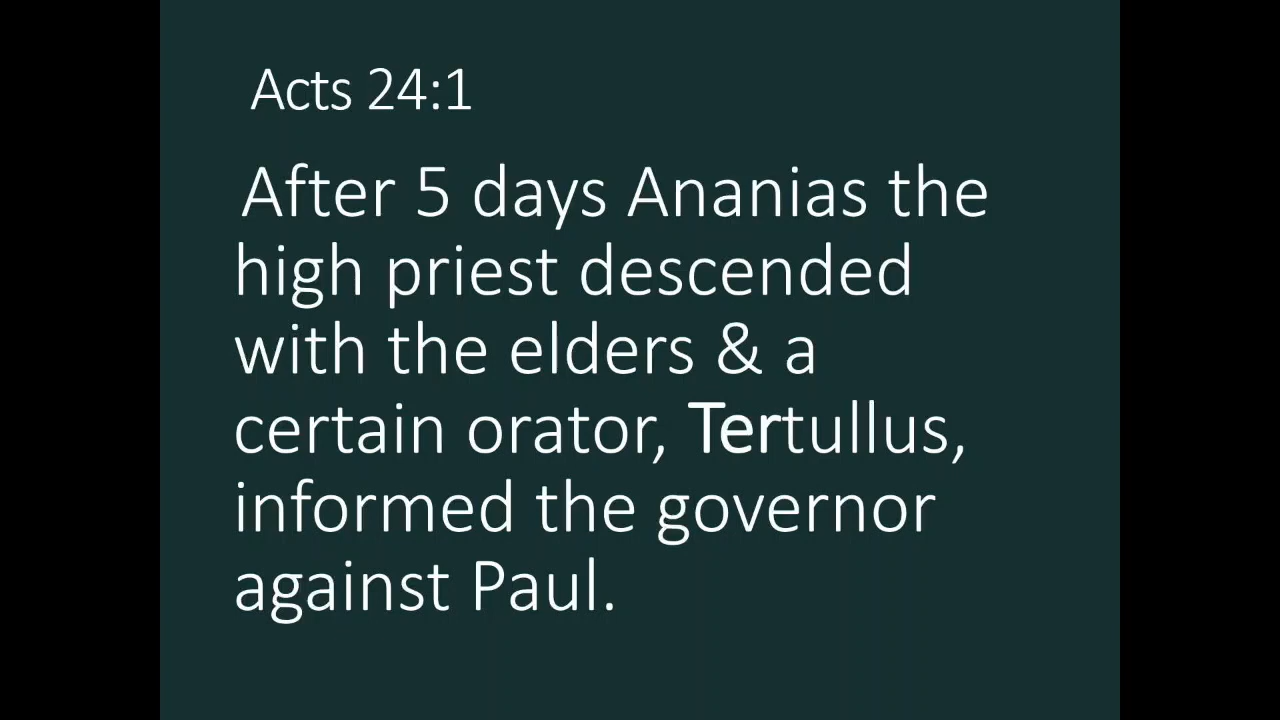 Acts 24:1
After 5 days Ananias the
high priest descended
with the elders & a
certain orator, Tertullus,
informed the governor
against Paul.